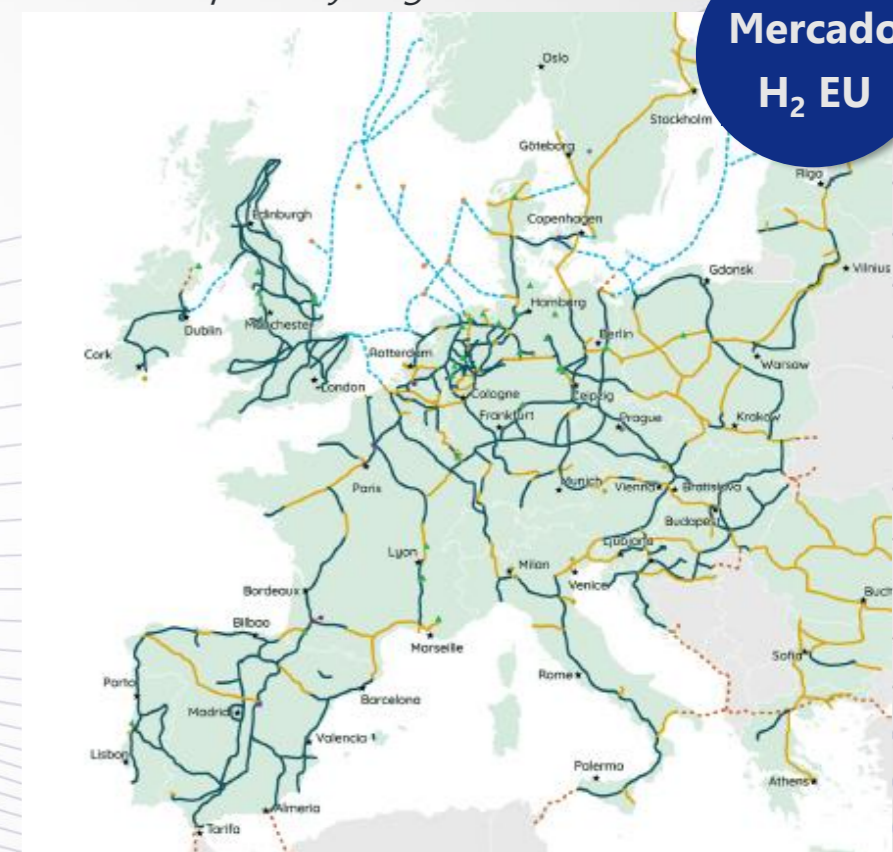 Mercado
H₂ EU
Oslo
Stockholm
Göteborg
Riga
Edinburgh
Copenhagen
Gdansk
Vilnius
Hamburg
Dublin
Manchester
Berlin
Cork
Rotterdam
Warsaw
London
Cologne
Leipzig
Frankfurt
Prague
Krakow
Paris
Munich
Vienna
Bratislava
Budapest
Ljubljana
Lyon
Milan
Venice
Bordeaux
Bilbao
Marseille
Sofia
Porto
Rome
Barcelona
Madrid
Valencia
Lisbon
Palermo
Athens
Almeria
Tarifa